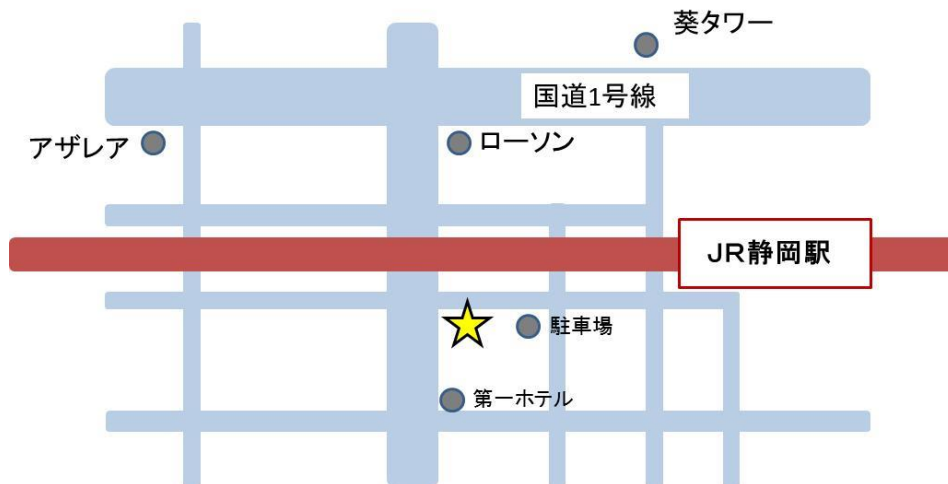 葵タワー
国道1号線
アザレア
ローソン
JR静岡駅
駐車場
第一ホテル